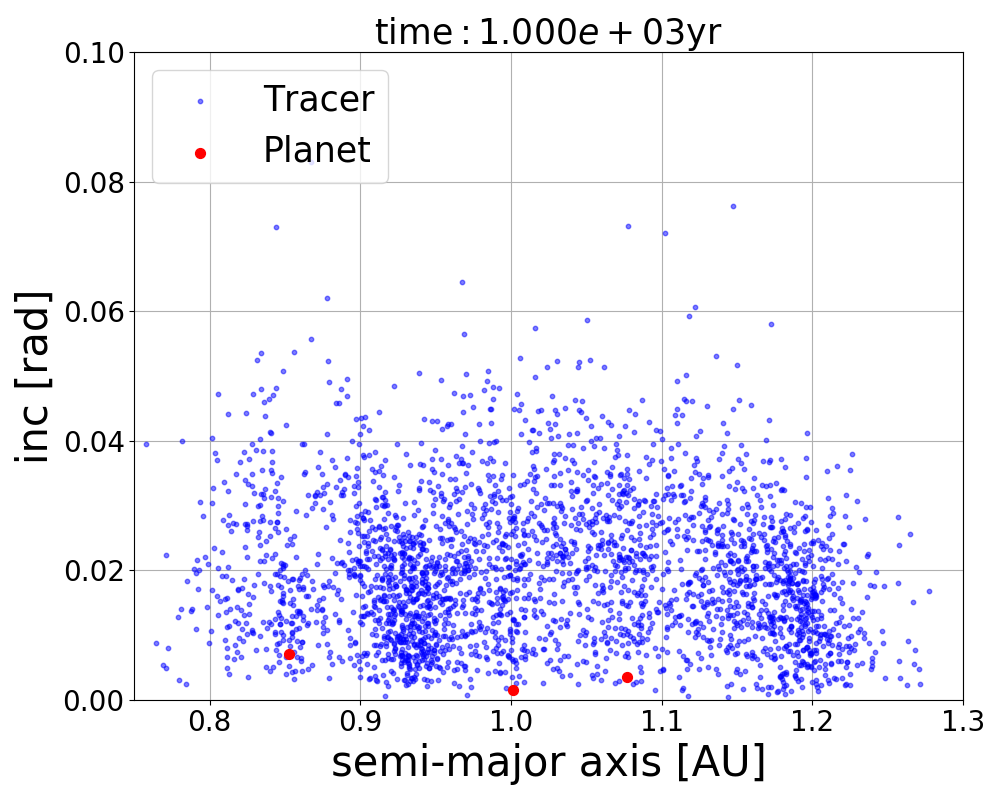 time : 1.000e + 03yr
0.10
0.08
0.06
0.04
0.02
0.00
inc [rad]
Tracer
Planet
0.8 0.9 1.0 1.1 1.2 1.3
semi-major axis [AU]